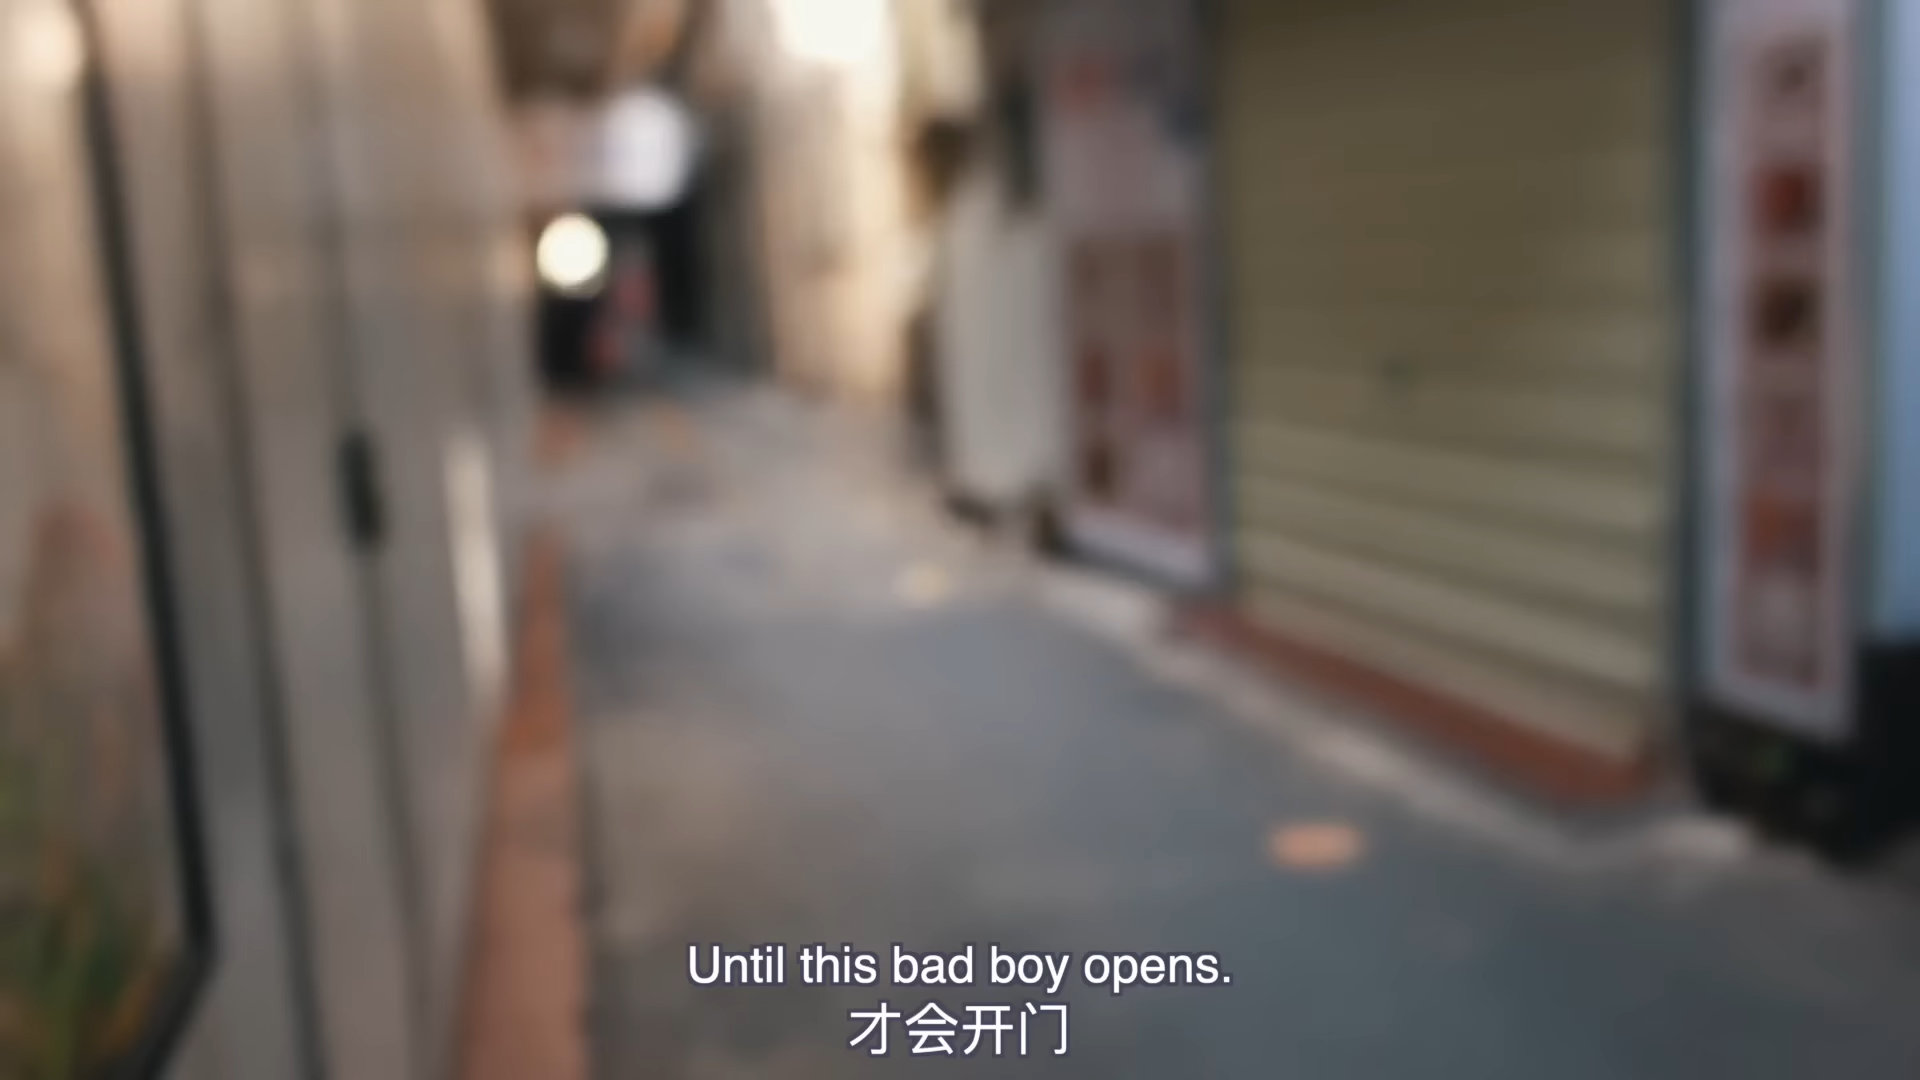 Until this bad boy opens.
才会开门